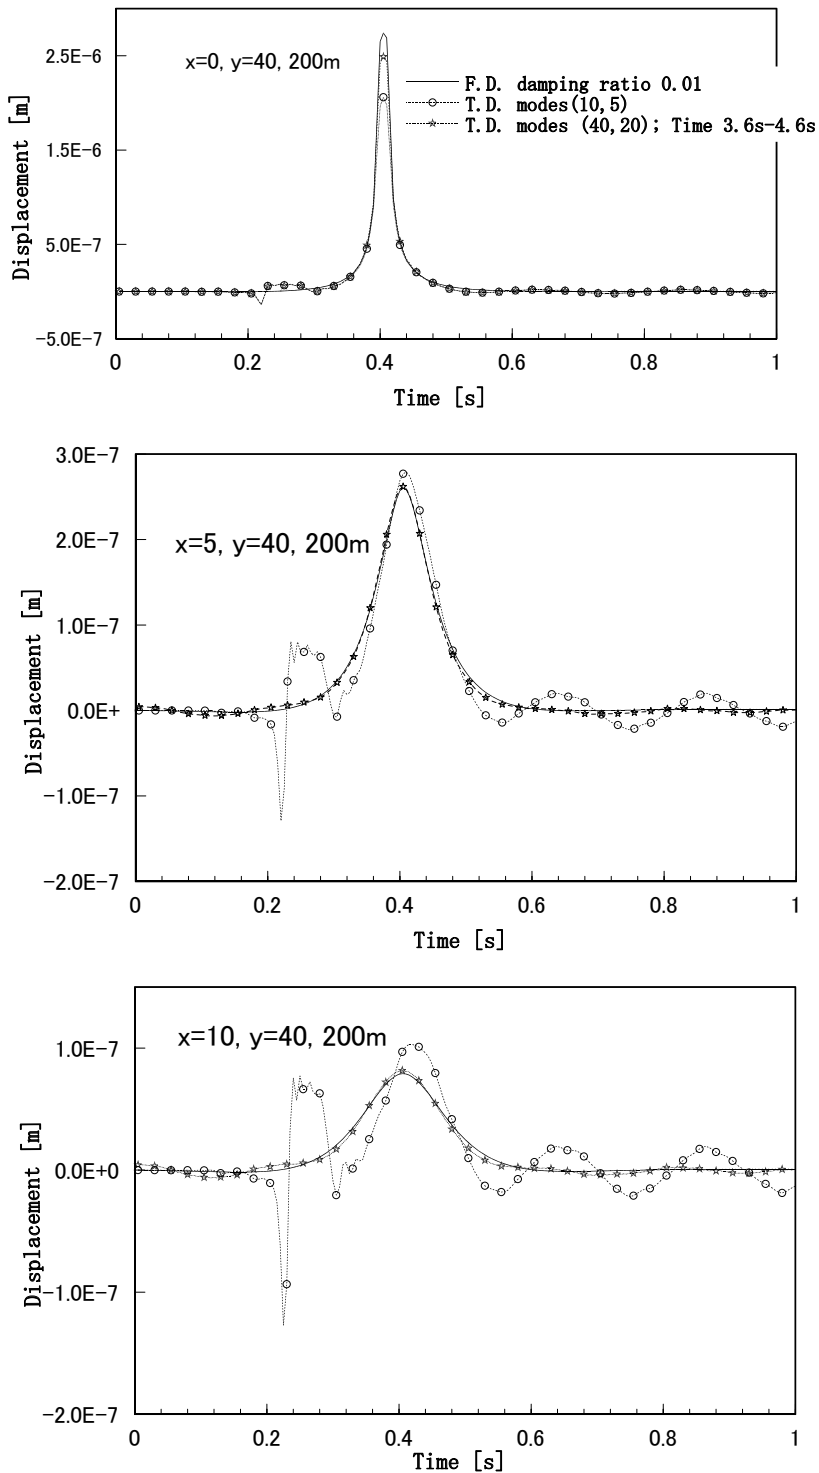 x=0, y=40, 200m
F.D. damping ratio 0.01
T.D. modes(10,5)
T.D. modes (40,20); Time 3.6s-4.6s
Displacement [m]
2.5E-6
1.5E-6
5.0E-7
-5.0E-7
0 0.2 0.4 0.6 0.8 1
Time [s]
x=5, y=40, 200m
Displacement [m]
3.0E-7
2.0E-7
1.0E-7
0.0E+
-1.0E-7
-2.0E-7
0 0.2 0.4 0.6 0.8 1
Time [s]
x=10, y=40, 200m
Displacement [m]
1.0E-7
0.0E+0
-1.0E-7
-2.0E-7
0 0.2 0.4 0.6 0.8 1
Time [s]